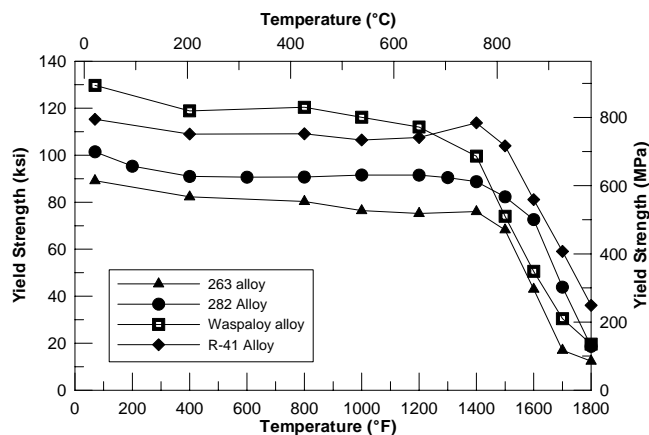 Temperature (°C)
0 200 400 600 800
140
120
100
80
60
40
20
0
Yield Strength (ksi)
800
600
400
200
0
Yield Strength (MPa)
263 alloy
282 Alloy
Waspaloy alloy
R-41 Alloy
0 200 400 600 800 1000 1200 1400 1600 1800
Temperature (°F)